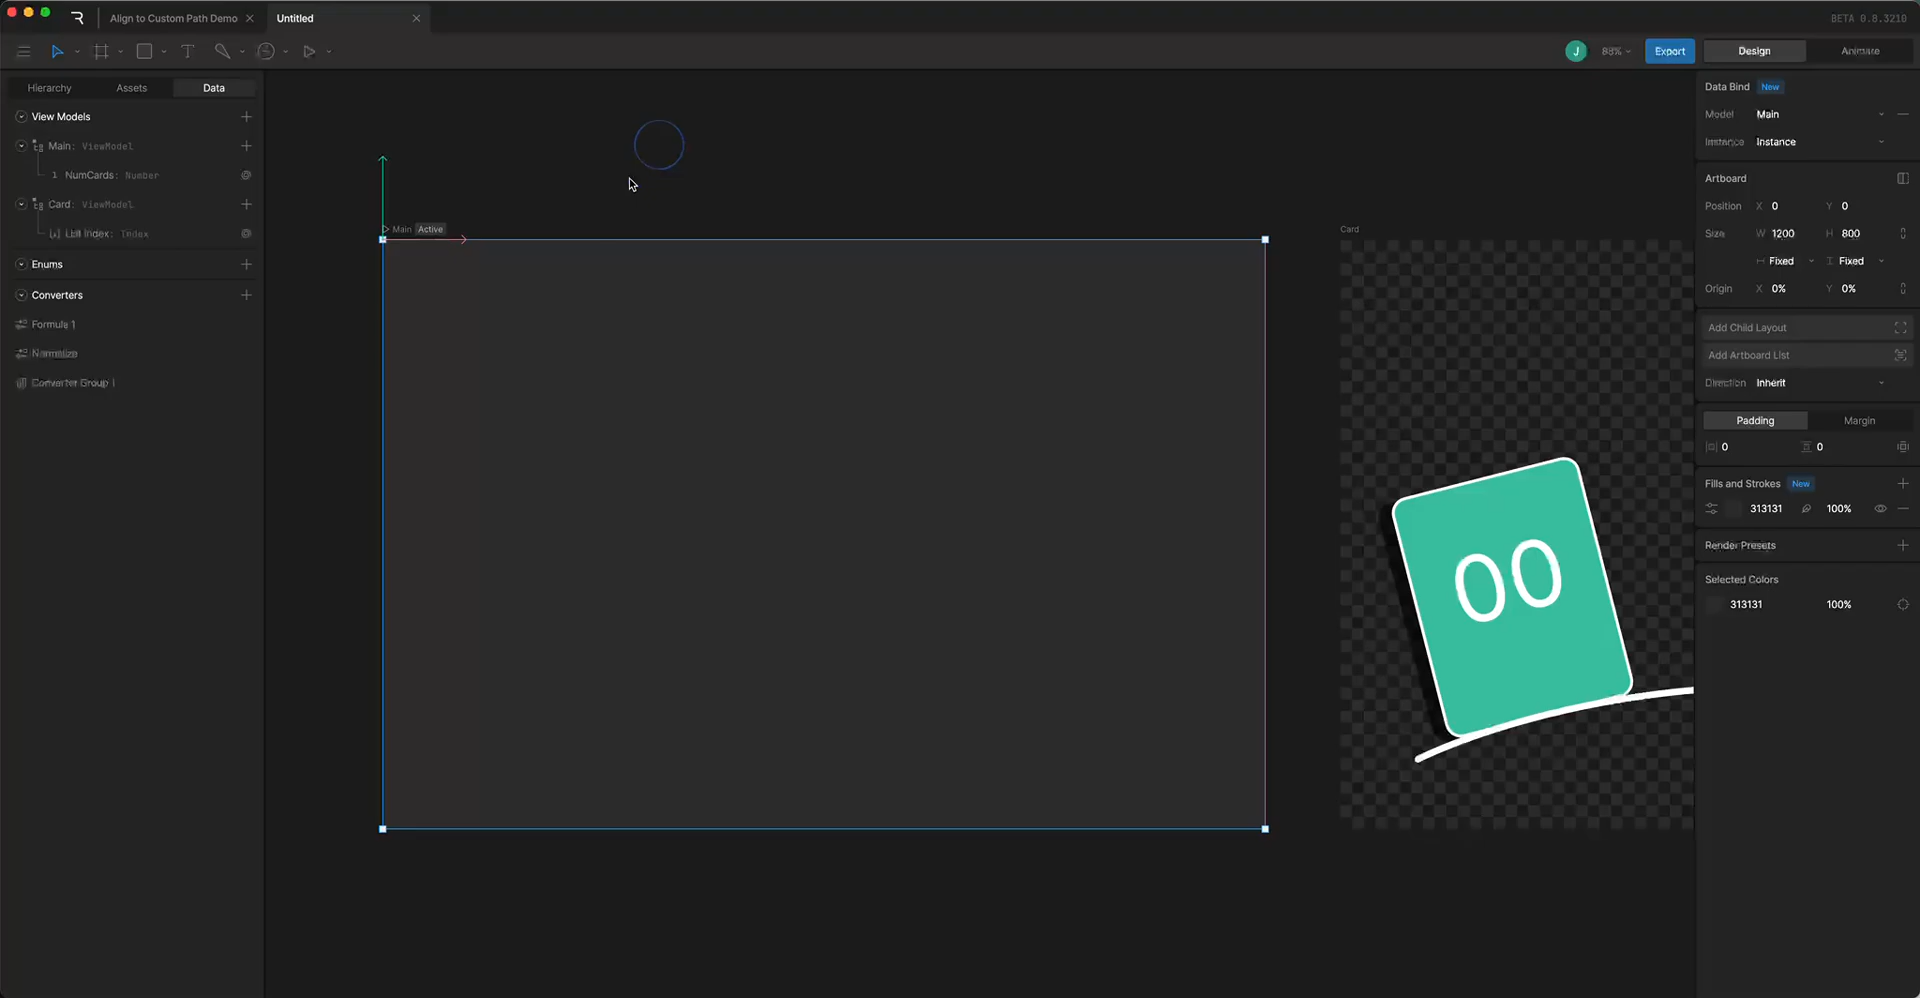 Align to Custom Path Demo
Untitled
BETA 0.8.3210
T
J
88%
Export
Design
Animate
Hierarchy
Assets
Data
View Models
Main: ViewModel
1 NumCards: Number
Card: ViewModel
List Index: Index
Enums
Converters
Formula 1
Normalize
Converter Group 1
Main
Active
Card
00
Data Bind
New
Model
Main
Instance
Instance
Artboard
Position X 0 Y 0
Size W 1200 H 800
Fixed
Fixed
Origin X 0% Y 0%
Add Child Layout
Add Artboard List
Direction
Inherit
Padding
Margin
0
0
Fills and Strokes
New
313131
100%
Render Presets
Selected Colors
313131
100%